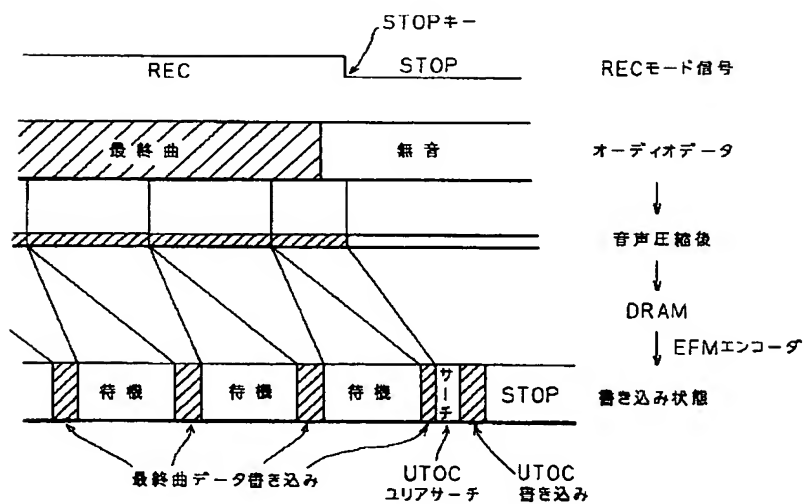 STOPキー
REC
STOP
RECモード信号
最終曲
無音
オーディオデータ
音声圧縮後
DRAM
EFMエンコーダ
待機
待機
待機
サーチ
STOP
書き込み状態
最終曲データ書き込み
UTOC
ユリアサーチ
UTOC
書き込み